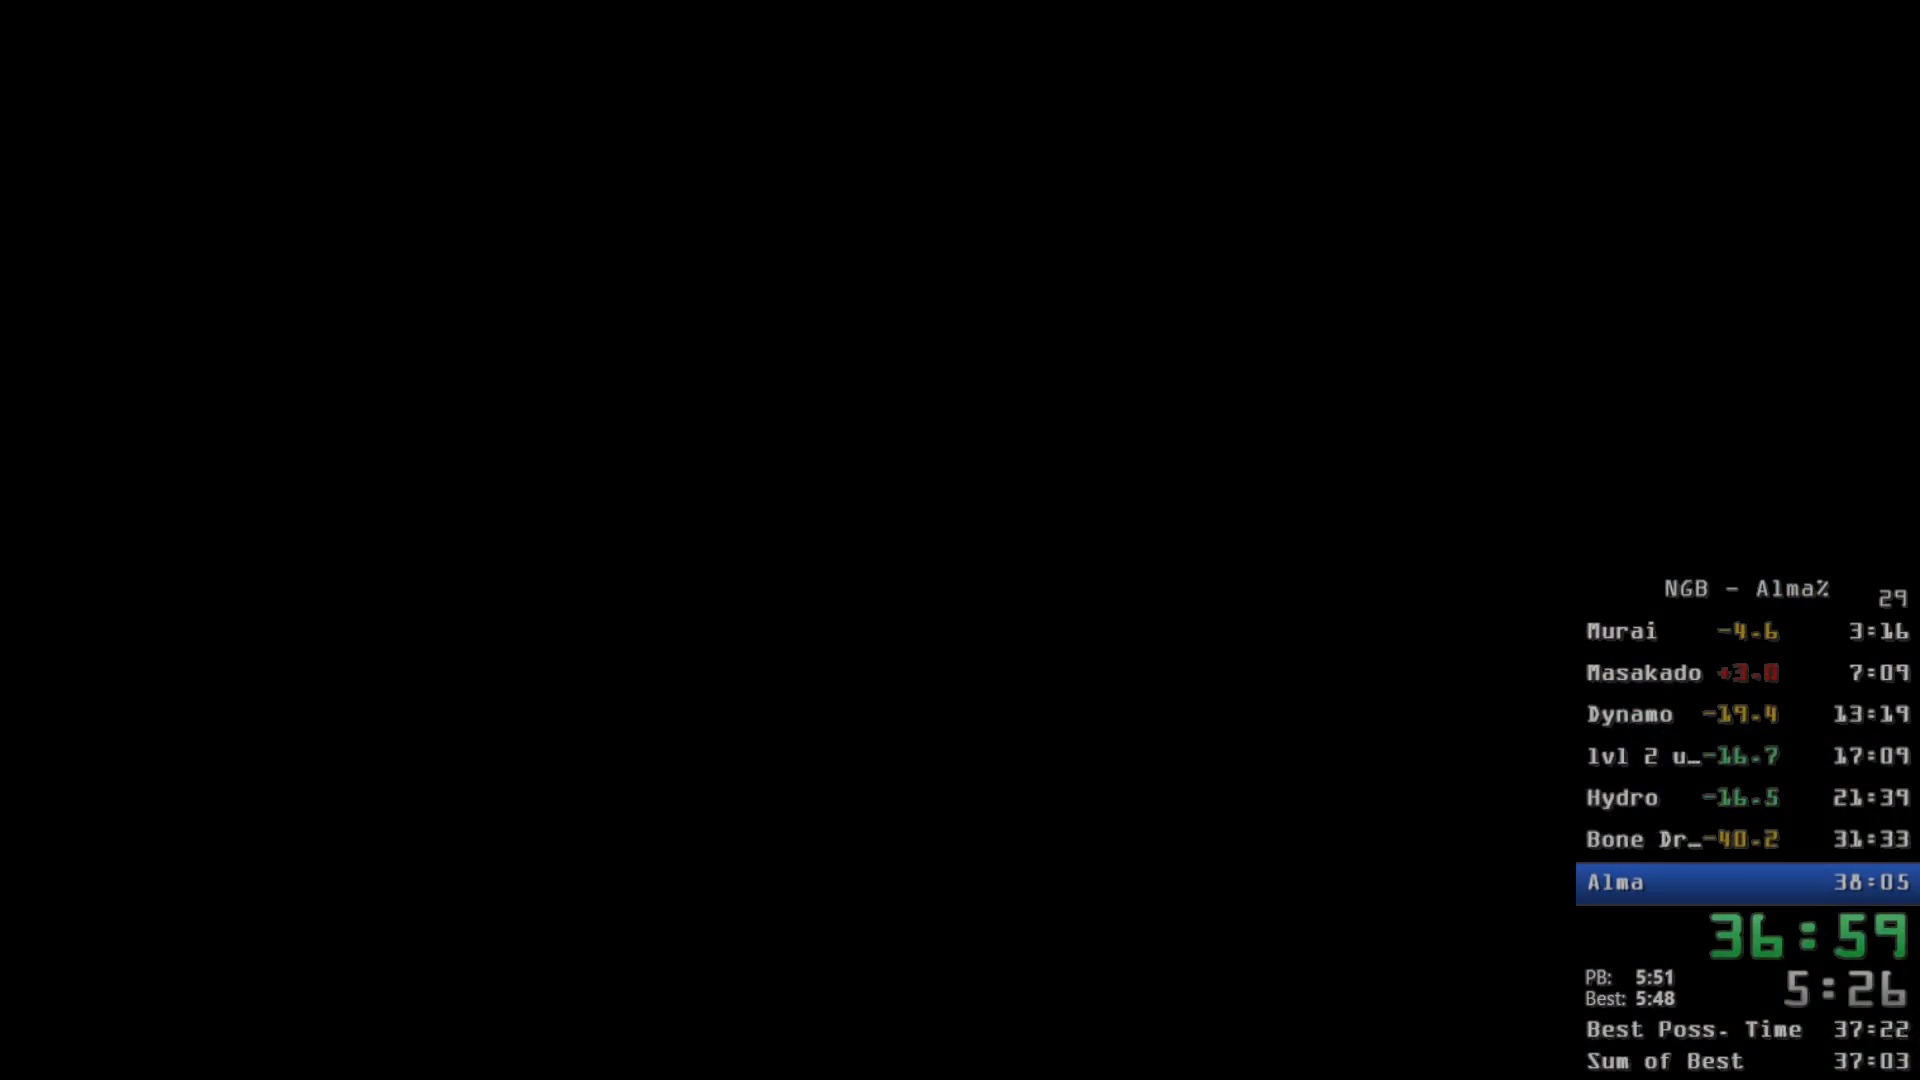 NGB - Alma%
29
Murai -4.6 3:16
Masakado +3.0 7:09
Dynamo -19.4 13:19
lvl 2 u… -16.7 17:09
Hydro -16.5 21:39
Bone Dr… -40.2 31:33
Alma 38:05
36:59
PB: 5:51
Best: 5:48
5:26
Best Poss. Time 37:22
Sum of Best 37:03